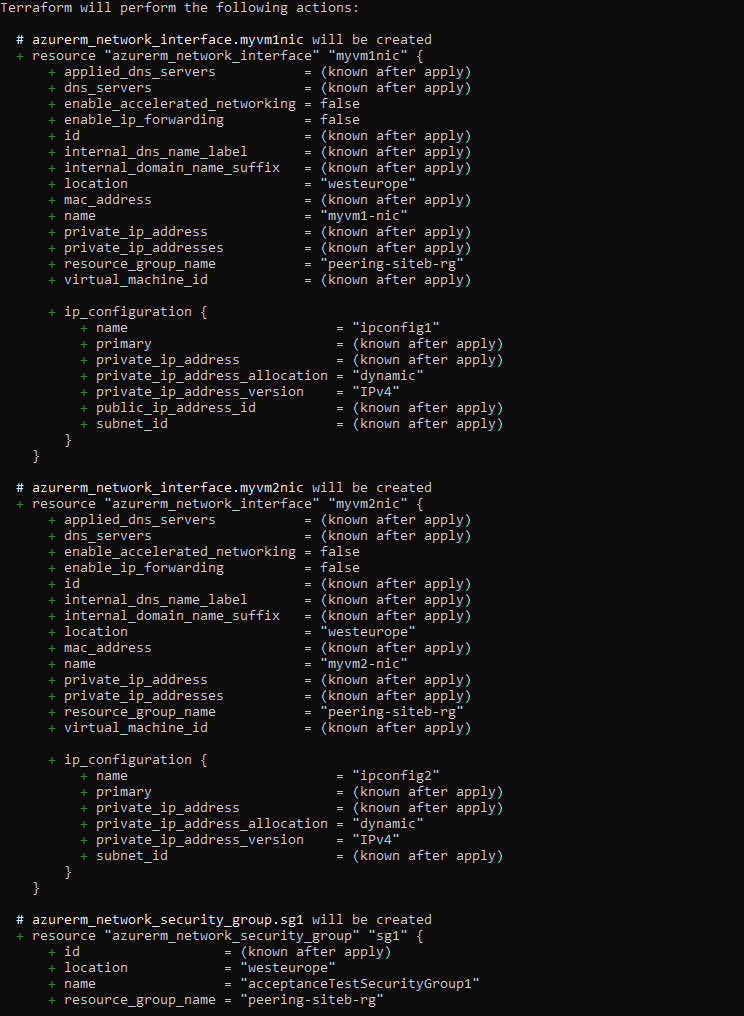 Terraform will perform the following actions:

  # azurerm_network_interface.myvm1nic will be created
  + resource "azurerm_network_interface" "myvm1nic" {
      + applied_dns_servers           = (known after apply)
      + dns_servers                   = (known after apply)
      + enable_accelerated_networking = false
      + enable_ip_forwarding          = false
      + id                            = (known after apply)
      + internal_dns_name_label       = (known after apply)
      + internal_domain_name_suffix   = (known after apply)
      + location                      = "westeurope"
      + mac_address                   = (known after apply)
      + name                          = "myvm1-nic"
      + private_ip_address            = (known after apply)
      + private_ip_addresses          = (known after apply)
      + resource_group_name           = "peering-siteb-rg"
      + virtual_machine_id            = (known after apply)

      + ip_configuration {
          + name                          = "ipconfig1"
          + primary                       = (known after apply)
          + private_ip_address            = (known after apply)
          + private_ip_address_allocation = "dynamic"
          + private_ip_address_version    = "IPv4"
          + public_ip_address_id          = (known after apply)
          + subnet_id                     = (known after apply)
        }
    }

  # azurerm_network_interface.myvm2nic will be created
  + resource "azurerm_network_interface" "myvm2nic" {
      + applied_dns_servers           = (known after apply)
      + dns_servers                   = (known after apply)
      + enable_accelerated_networking = false
      + enable_ip_forwarding          = false
      + id                            = (known after apply)
      + internal_dns_name_label       = (known after apply)
      + internal_domain_name_suffix   = (known after apply)
      + location                      = "westeurope"
      + mac_address                   = (known after apply)
      + name                          = "myvm2-nic"
      + private_ip_address            = (known after apply)
      + private_ip_addresses          = (known after apply)
      + resource_group_name           = "peering-siteb-rg"
      + virtual_machine_id            = (known after apply)

      + ip_configuration {
          + name                          = "ipconfig2"
          + primary                       = (known after apply)
          + private_ip_address            = (known after apply)
          + private_ip_address_allocation = "dynamic"
          + private_ip_address_version    = "IPv4"
          + subnet_id                     = (known after apply)
        }
    }

  # azurerm_network_security_group.sg1 will be created
  + resource "azurerm_network_security_group" "sg1" {
      + id                  = (known after apply)
      + location            = "westeurope"
      + name                = "acceptanceTestSecurityGroup1"
      + resource_group_name = "peering-siteb-rg"